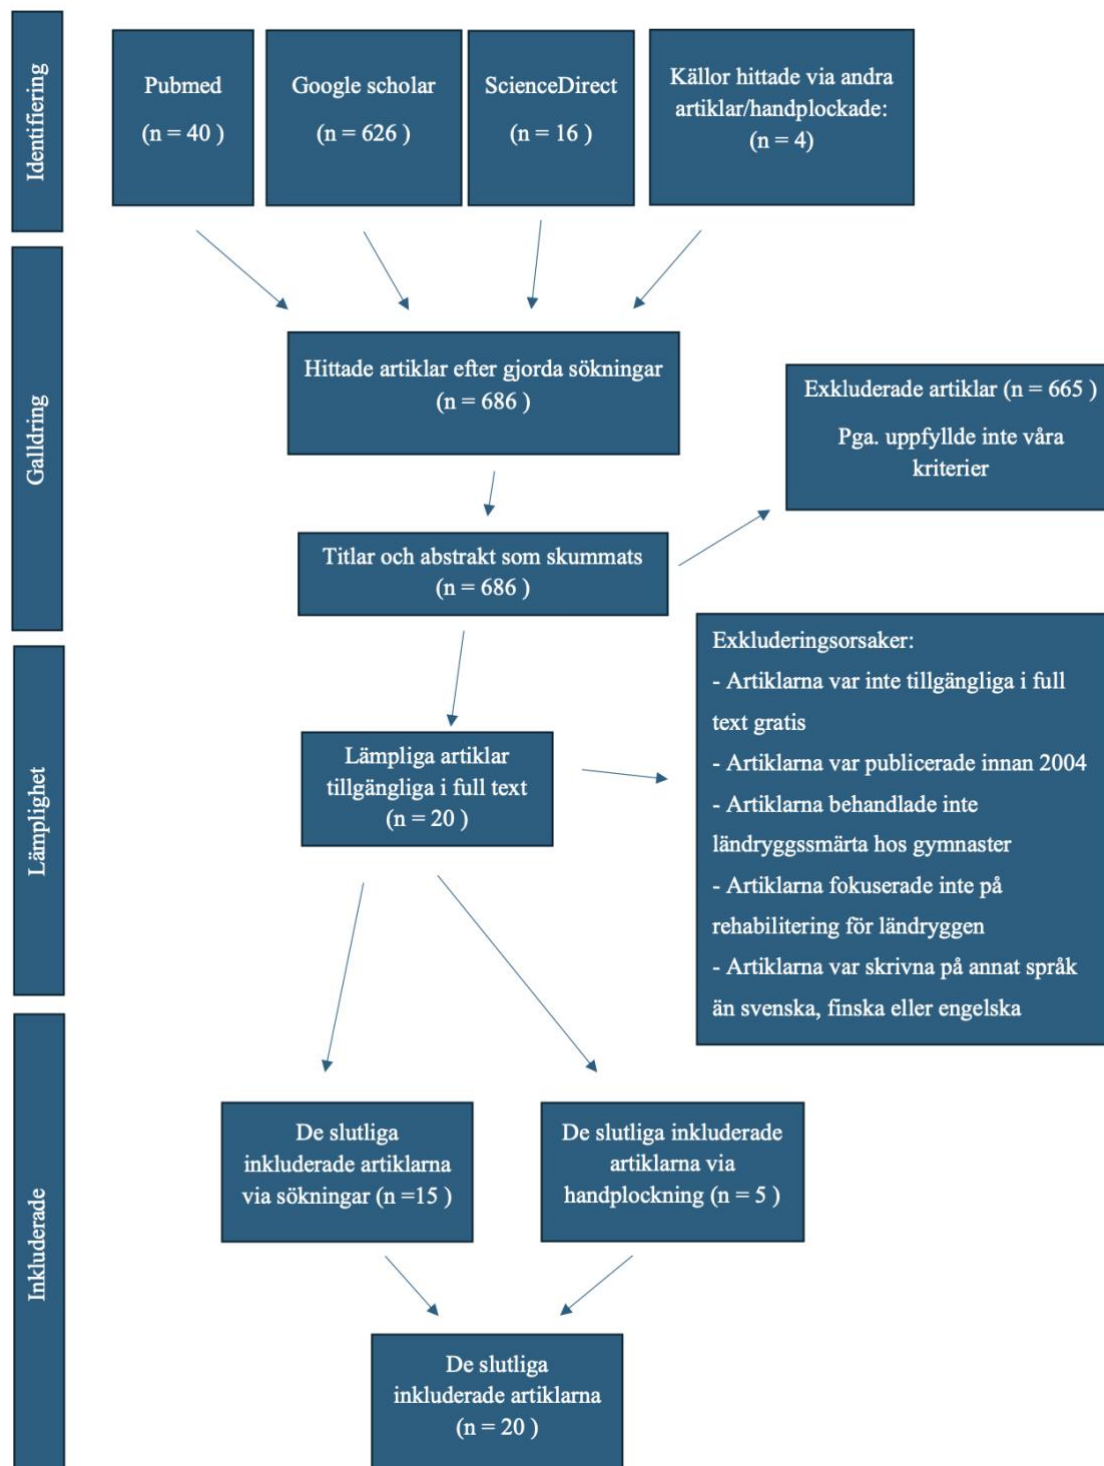 Identifiering
Pubmed
(n = 40 )
Google scholar
(n = 626)
ScienceDirect
(n = 16 )
Källor hittade via andra
artiklar/handplockade:
(n = 4)
Galldring
Hittade artiklar efter gjorda sökningar
(n = 686 )
Exkluderade artiklar (n = 665 )
Pga. uppfyllde inte våra
kriterier
Titlar och abstrakt som skummats
(n = 686 )
Lämplighet
Lämpliga artiklar
tillgängliga i full text
(n = 20 )
Exkluderingsorsaker:
- Artiklarna var inte tillgängliga i full
text gratis
- Artiklarna var publicerade innan 2004
- Artiklarna behandlade inte
ländryggssmärta hos gymnaster
- Artiklarna fokuserade inte på
rehabilitering för ländryggen
- Artiklarna var skrivna på annat språk
än svenska, finska eller engelska
Inkluderade
De slutliga
inkluderade artiklarna
via sökningar (n =15 )
De slutliga inkluderade
artiklarna via
handplockning (n = 5 )
De slutliga
inkluderade artiklarna
(n = 20 )